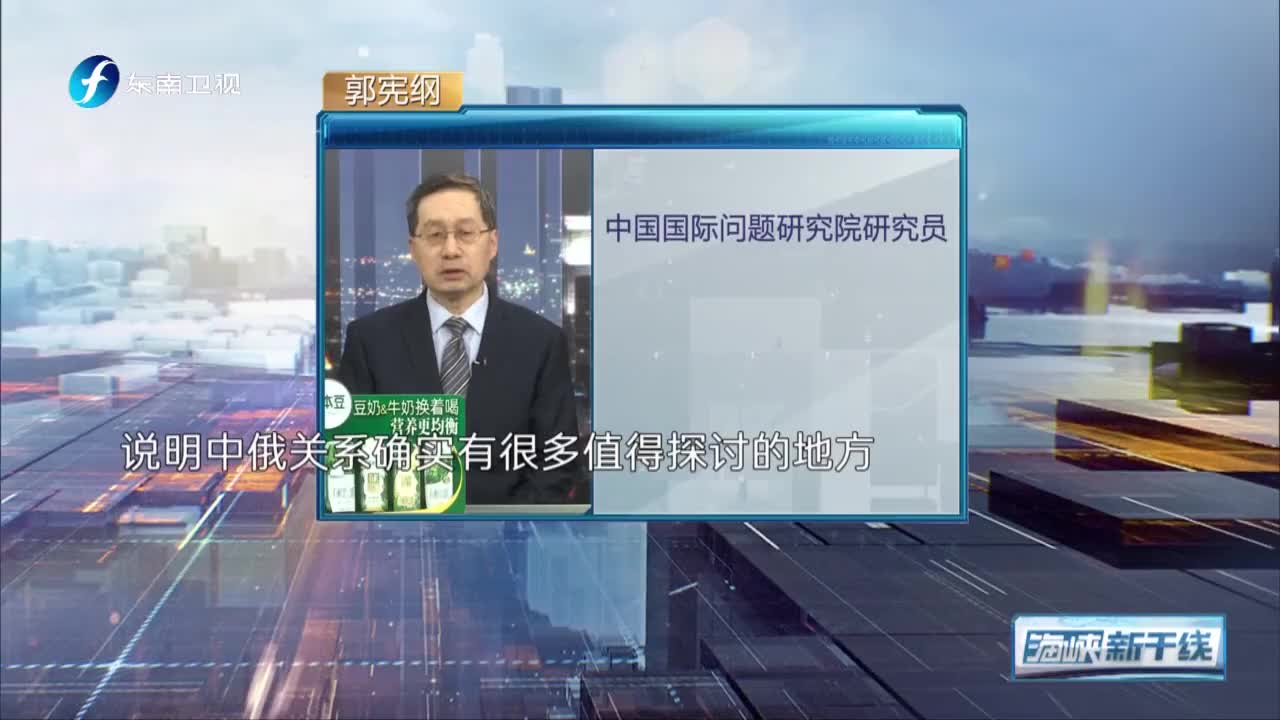 东南卫视
郭宪纲
中国国际问题研究院研究员
本豆
豆奶&牛奶换着喝
营养更均衡
说明中俄关系确实有很多值得探讨的地方
海峡新干线